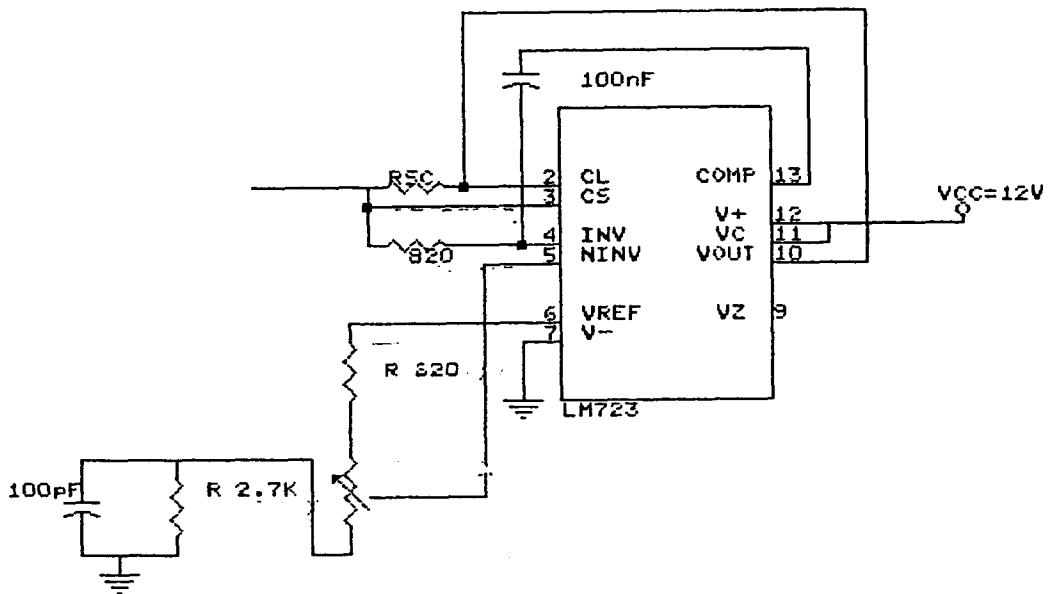 100nF
R5C
2 CL
3 CS
COMP 13
VCC=12V
V+ 12
VC 11
4 INV
820
5 NINV
VOUT 10
6 VREF
VZ 9
7 V-
R 820
LM723
100pF
R 2.7K